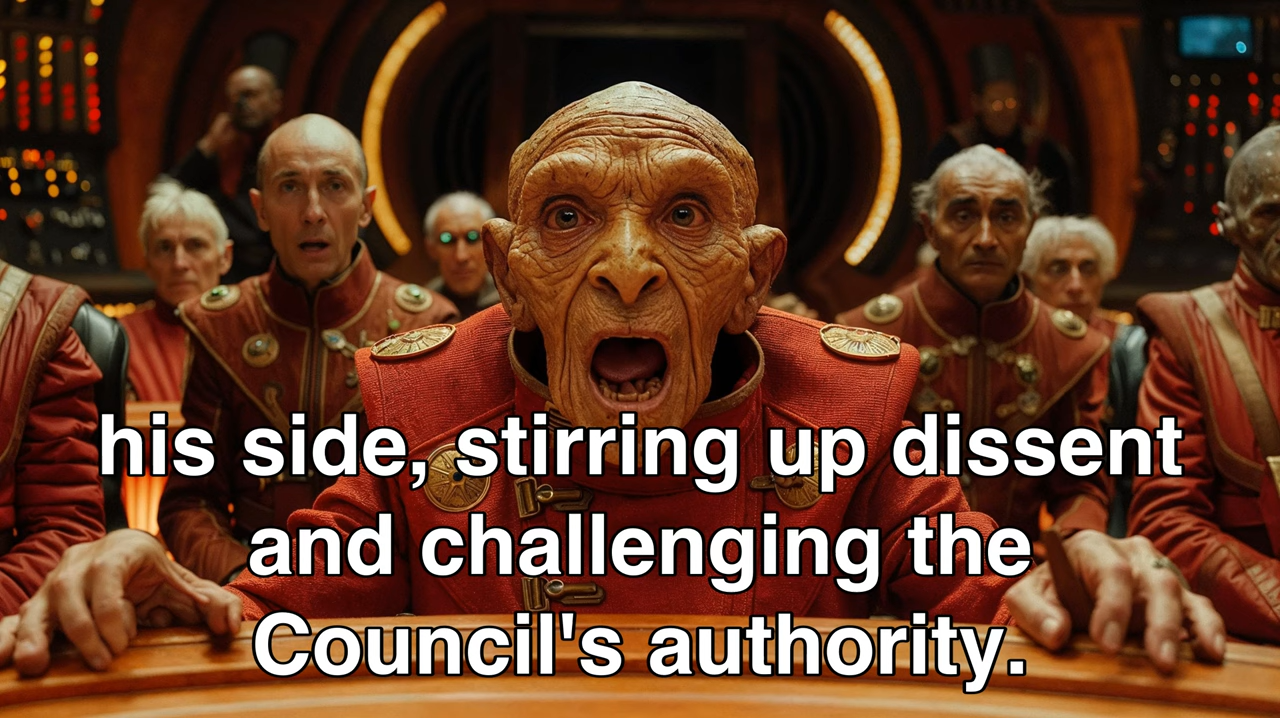 his side, stirring up dissent
and challenging the
Council's authority.